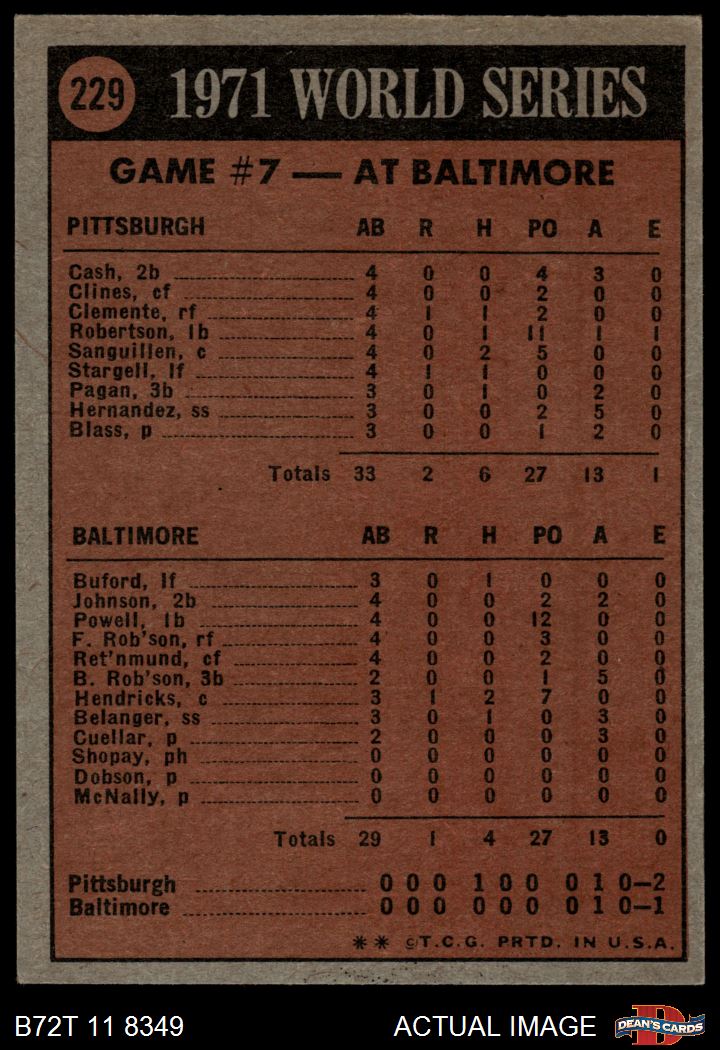 229 1971 WORLD SERIES
GAME #7 — AT BALTIMORE
PITTSBURGH AB R H PO A E
Cash, 2b 4 0 0 4 3 0
Clines, cf 4 0 0 2 0 0
Clemente, rf 4 1 1 2 0 0
Robertson, 1b 4 0 1 11 1 1
Sanguillen, c 4 0 2 5 0 0
Stargell, lf 4 1 1 0 0 0
Pagan, 3b 3 0 1 0 2 0
Hernandez, ss 3 0 0 2 5 0
Blass, p 3 0 0 1 2 0
Totals 33 2 6 27 13 1
BALTIMORE AB R H PO A E
Buford, lf 3 0 1 0 0 0
Johnson, 2b 4 0 0 2 2 0
Powell, 1b 4 0 0 12 0 0
F. Rob'son, rf 4 0 0 3 0 0
Ret'nmund, cf 4 0 0 2 0 0
B. Rob'son, 3b 2 0 0 1 5 0
Hendricks, c 3 1 2 7 0 0
Belanger, ss 3 0 1 0 3 0
Cuellar, p 2 0 0 0 3 0
Shopay, ph 0 0 0 0 0 0
Dobson, p 0 0 0 0 0 0
McNally, p 0 0 0 0 0 0
Totals 29 1 4 27 13 0
Pittsburgh 0 0 0 1 0 0 0 1 0—2
Baltimore 0 0 0 0 0 0 0 1 0—1
** ©T.C.G. PRTD. IN U.S.A.
B72T 11 8349 ACTUAL IMAGE DEAN'S CARDS